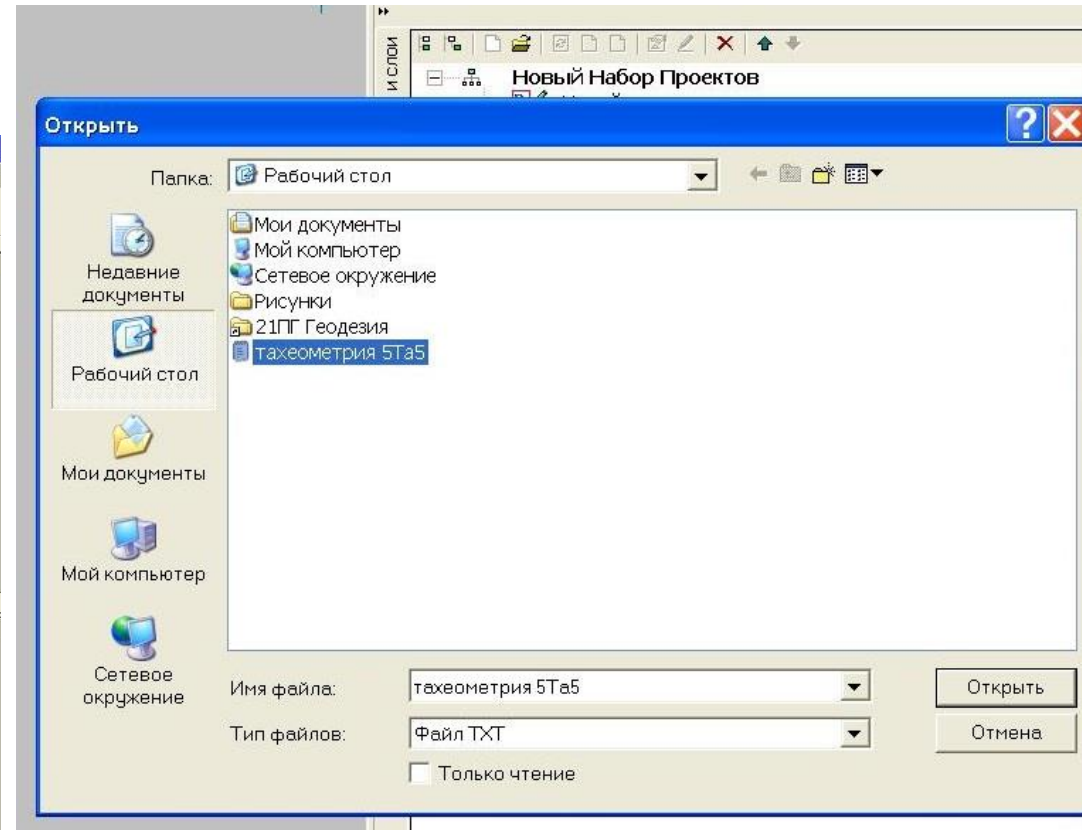 и слои
Новый Набор Проектов
Открыть
Папка:
Рабочий стол
Недавние
документы
Рабочий стол
Мои документы
Мой компьютер
Сетевое
окружение
Мои документы
Мой компьютер
Сетевое окружение
Рисунки
21ПГ Геодезия
тахеометрия 5Та5
Имя файла:
тахеометрия 5Та5
Открыть
Тип файлов:
Файл TXT
Отмена
Только чтение